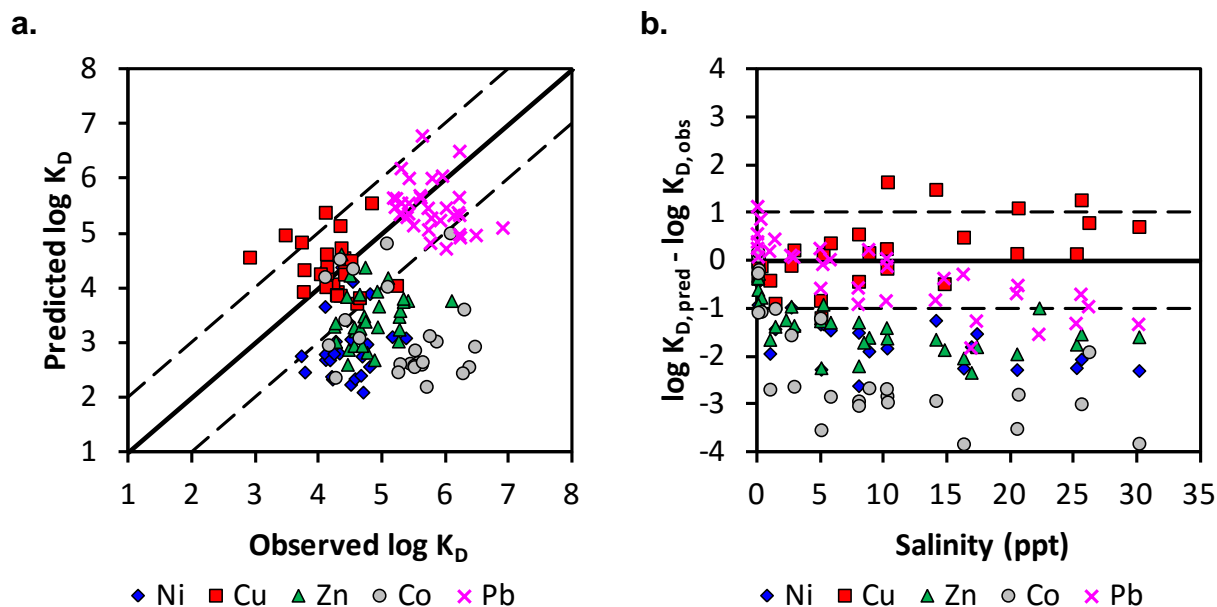 a.
8
7
6
5
4
3
2
1
1 2 3 4 5 6 7 8
Predicted log K_D
Observed log K_D
Ni Cu Zn Co Pb
b.
4
3
2
1
0
-1
-2
-3
-4
0 5 10 15 20 25 30 35
log K_D,pred - log K_D,obs
Salinity (ppt)
Ni Cu Zn Co Pb